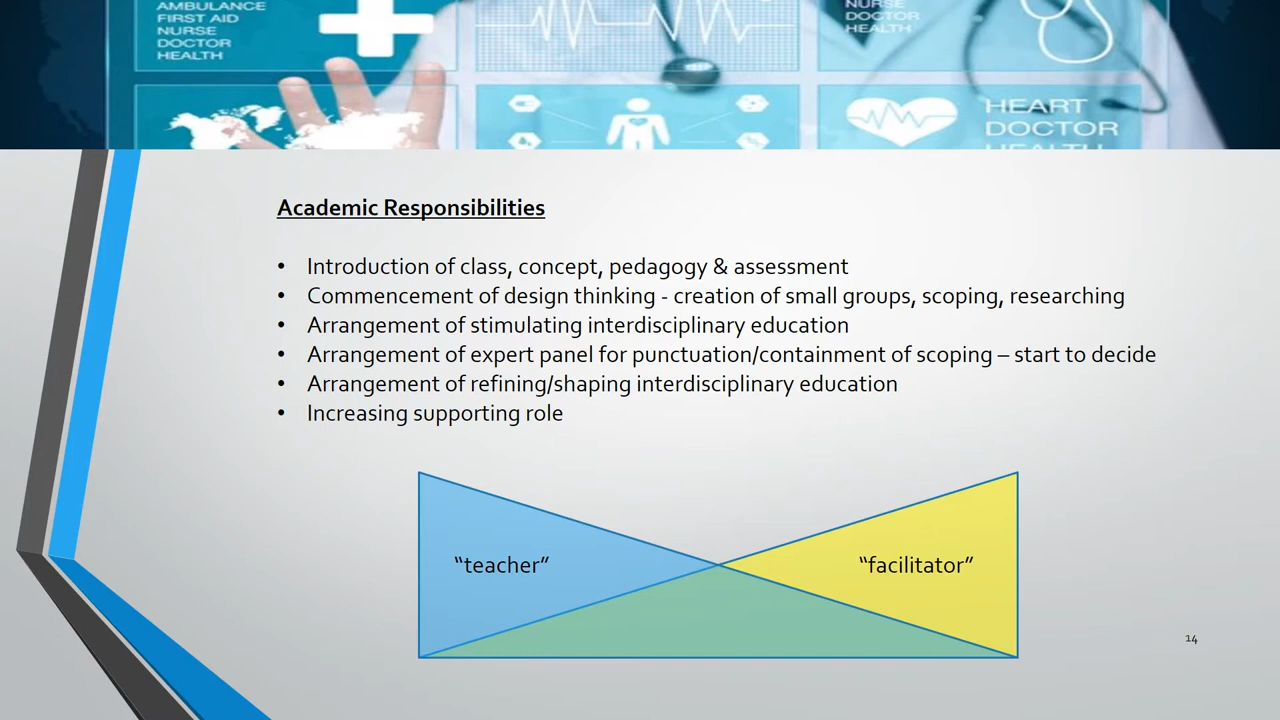 AMBULANCE
FIRST AID
NURSE
DOCTOR
HEALTH
NURSE
DOCTOR
HEALTH
HEART
DOCTOR
HEALTH
Academic Responsibilities
• Introduction of class, concept, pedagogy & assessment
• Commencement of design thinking - creation of small groups, scoping, researching
• Arrangement of stimulating interdisciplinary education
• Arrangement of expert panel for punctuation/containment of scoping – start to decide
• Arrangement of refining/shaping interdisciplinary education
• Increasing supporting role
“teacher”
“facilitator”
14